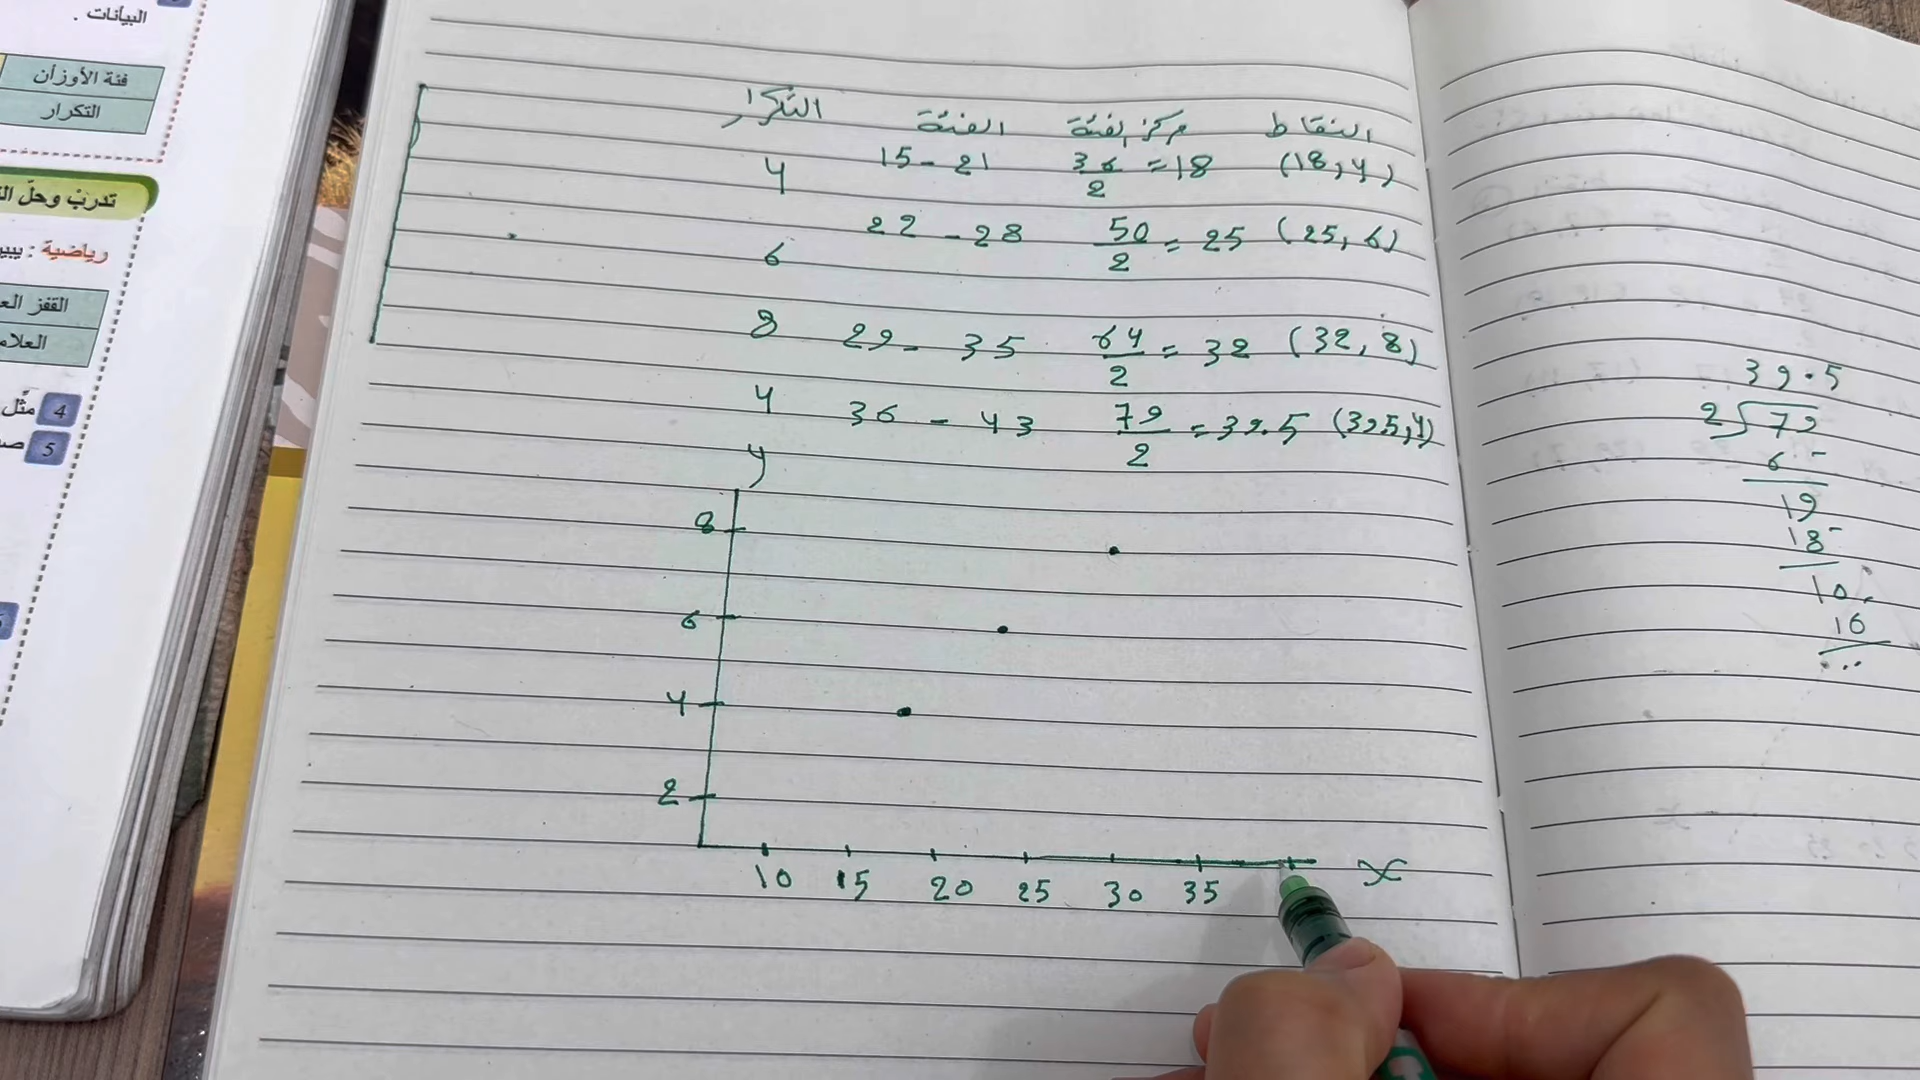 البيانات .
فئة الأوزان
التكرار
تدرب وحل
رياضية :
القفز
4 مثّل
5
التكرار الفئة مركز الفئة النقاط
4 15 - 21 36/2 = 18 (18, 4)
6 22 - 28 50/2 = 25 (25, 6)
8 29 - 35 64/2 = 32 (32, 8)
4 36 - 43 79/2 = 39.5 (39.5, 4)
y
8
6
4
2
10 15 20 25 30 35 x
39.5
2 79
6 -
19
18 -
10
10